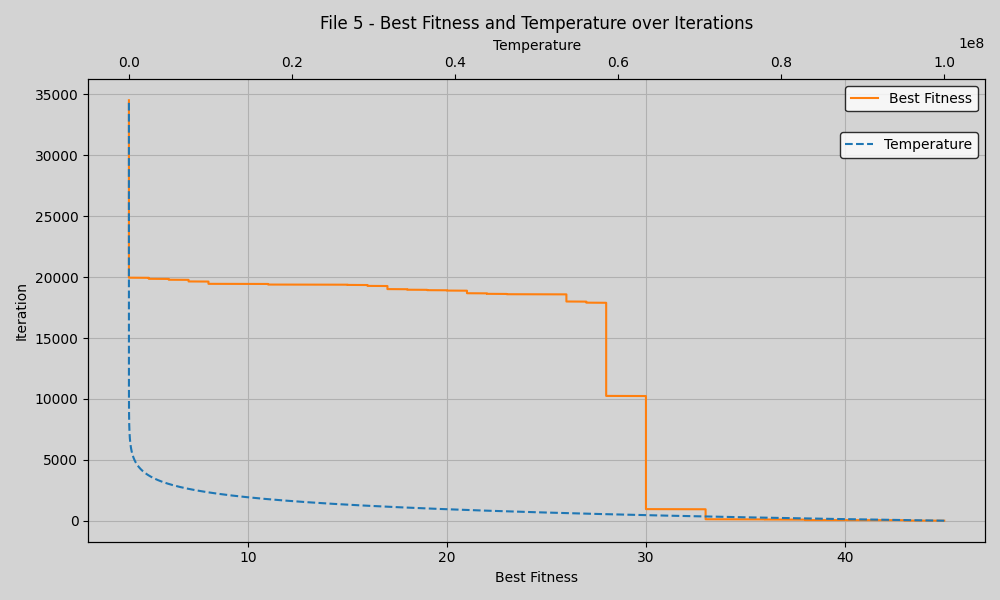 File 5 - Best Fitness and Temperature over Iterations
Temperature
1e8
0.0 0.2 0.4 0.6 0.8 1.0
Best Fitness
Temperature
35000
30000
25000
20000
15000
10000
5000
0
Iteration
10 20 30 40
Best Fitness